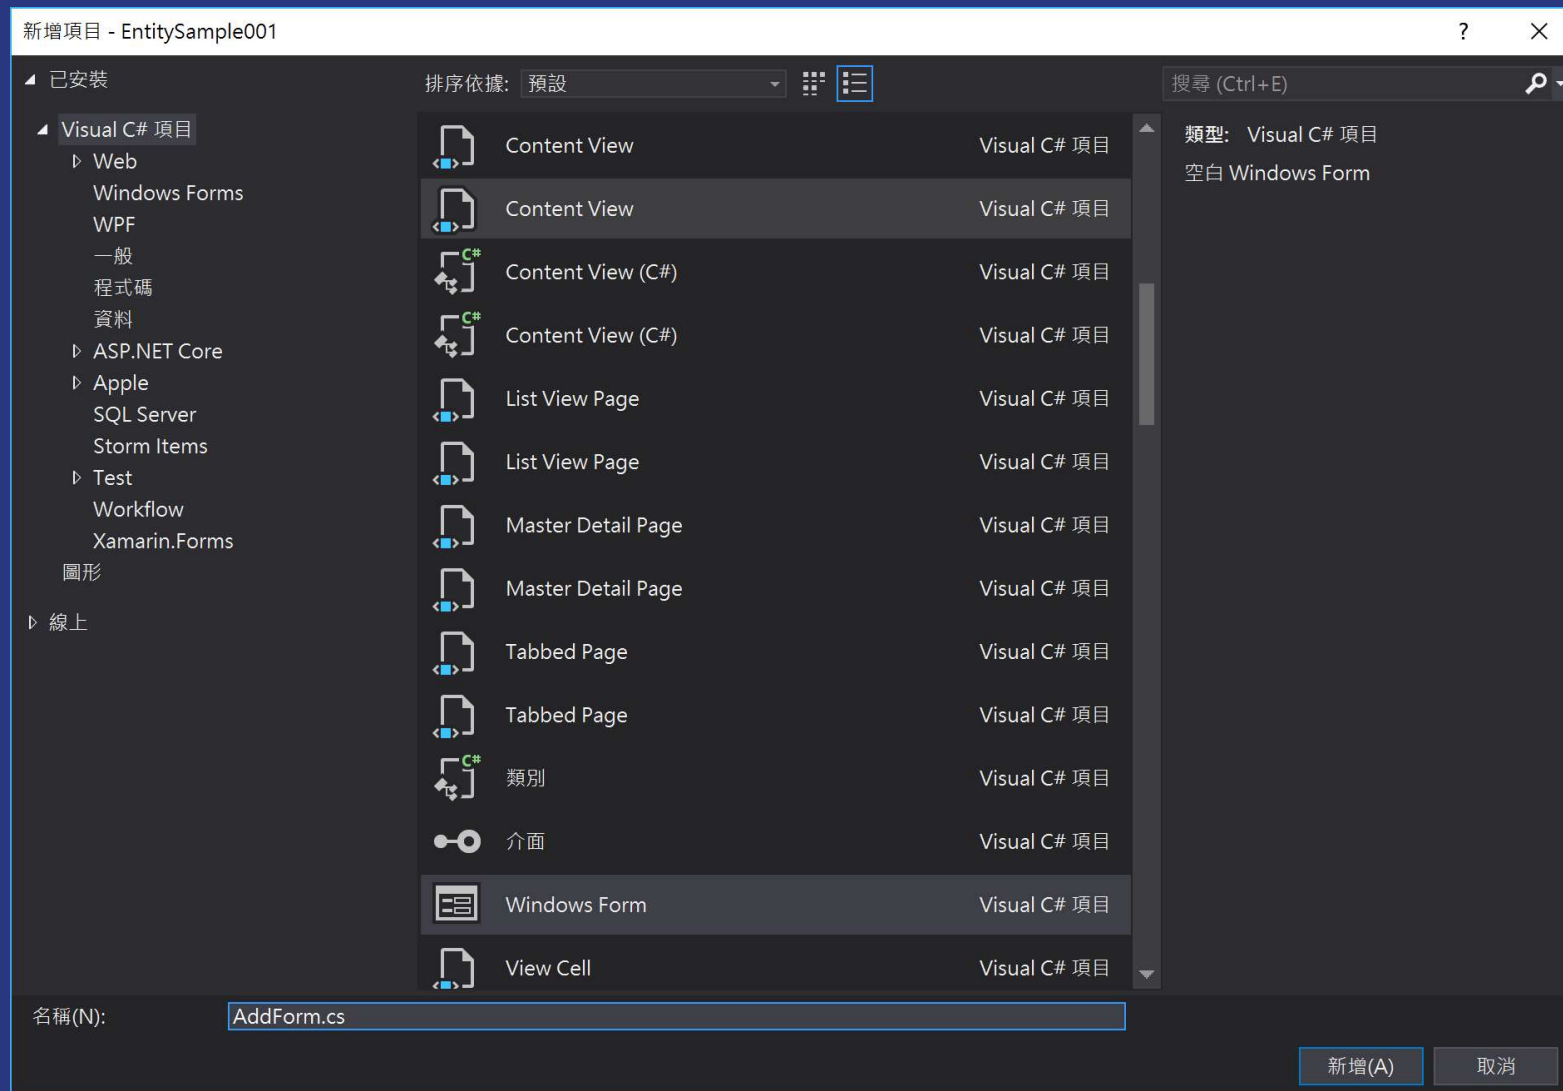 新增項目 - EntitySample001
?
已安裝
排序依據: 預設
搜尋 (Ctrl+E)
Visual C# 項目
Web
Windows Forms
WPF
一般
程式碼
資料
ASP.NET Core
Apple
SQL Server
Storm Items
Test
Workflow
Xamarin.Forms
圖形
線上
Content View Visual C# 項目
Content View Visual C# 項目
C# Content View (C#) Visual C# 項目
C# Content View (C#) Visual C# 項目
List View Page Visual C# 項目
List View Page Visual C# 項目
Master Detail Page Visual C# 項目
Master Detail Page Visual C# 項目
Tabbed Page Visual C# 項目
Tabbed Page Visual C# 項目
C# 類別 Visual C# 項目
介面 Visual C# 項目
Windows Form Visual C# 項目
View Cell Visual C# 項目
類型: Visual C# 項目
空白 Windows Form
名稱(N): AddForm.cs
新增(A) 取消